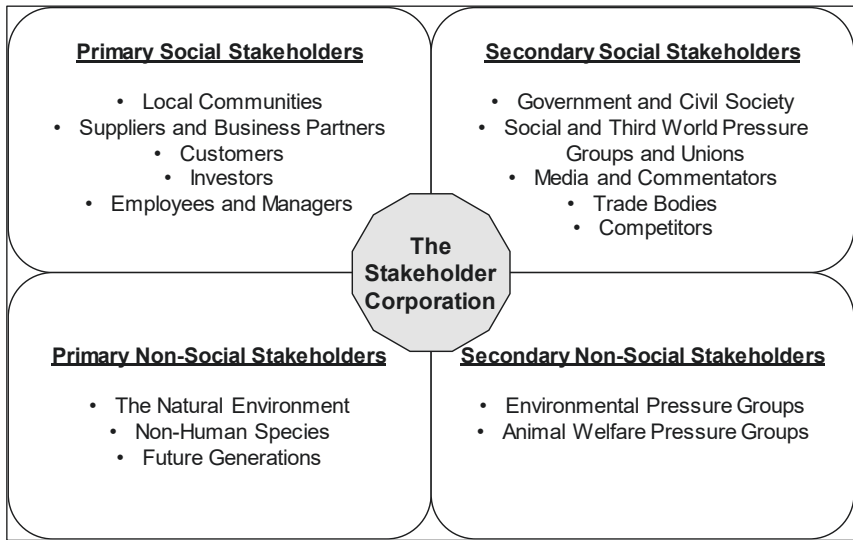 Primary Social Stakeholders
• Local Communities
• Suppliers and Business Partners
• Customers
• Investors
• Employees and Managers
Secondary Social Stakeholders
• Government and Civil Society
• Social and Third World Pressure
Groups and Unions
• Media and Commentators
• Trade Bodies
• Competitors
The
Stakeholder
Corporation
Primary Non-Social Stakeholders
• The Natural Environment
• Non-Human Species
• Future Generations
Secondary Non-Social Stakeholders
• Environmental Pressure Groups
• Animal Welfare Pressure Groups